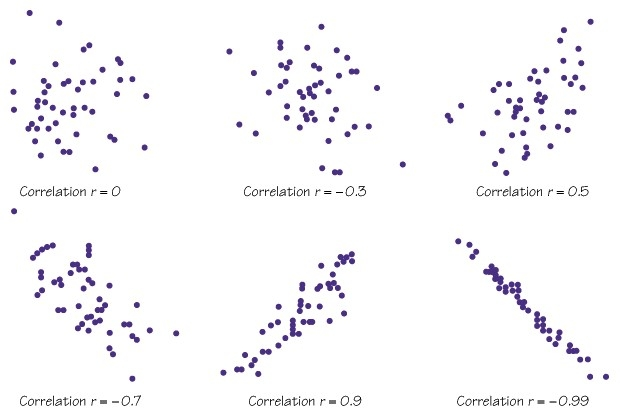 Correlation r = 0
Correlation r = −0.3
Correlation r = 0.5
Correlation r = −0.7
Correlation r = 0.9
Correlation r = −0.99